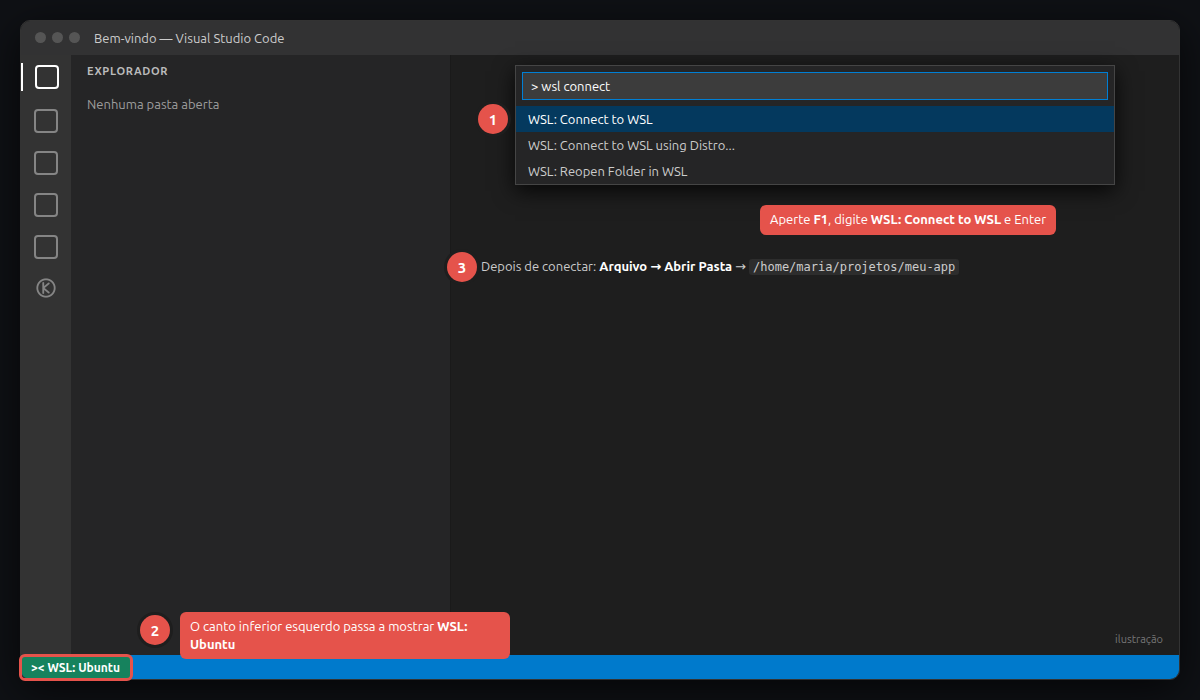 Bem-vindo — Visual Studio Code
EXPLORADOR
Nenhuma pasta aberta
> wsl connect
1
WSL: Connect to WSL
WSL: Connect to WSL using Distro...
WSL: Reopen Folder in WSL
Aperte F1, digite WSL: Connect to WSL e Enter
3
Depois de conectar: Arquivo → Abrir Pasta → /home/maria/projetos/meu-app
2
O canto inferior esquerdo passa a mostrar WSL:
Ubuntu
ilustração
>< WSL: Ubuntu